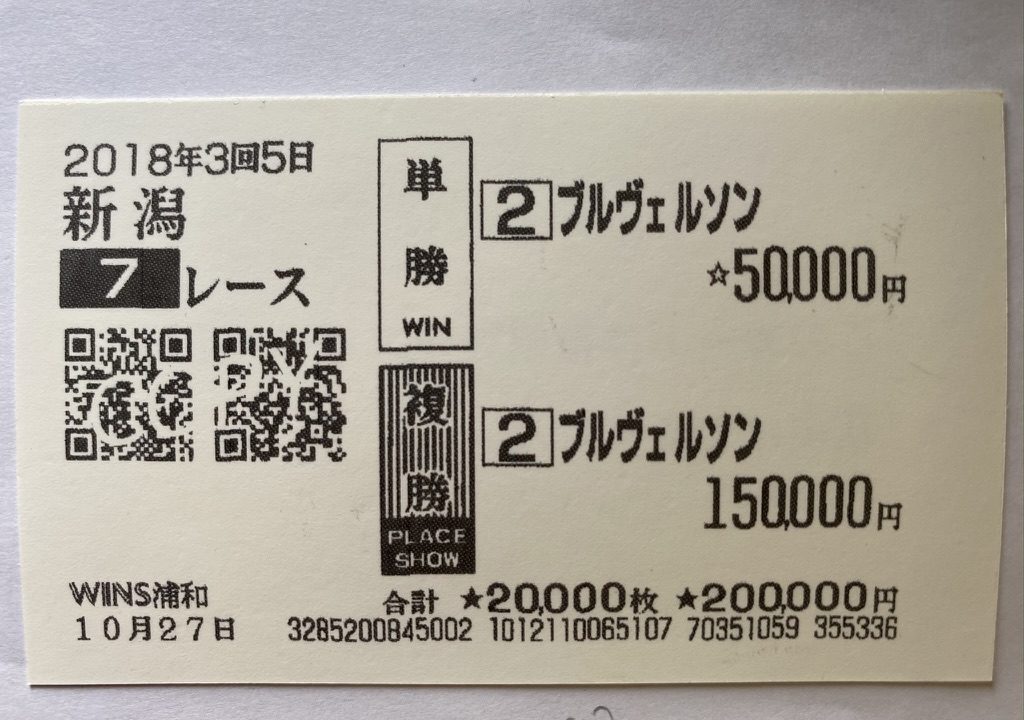 2018年3回5日
新潟
7レース
COPY
単勝
WIN
2 ブルヴェルソン
☆50,000円
複勝
PLACE
SHOW
2 ブルヴェルソン
150,000円
WINS浦和
10月27日
合計 ★20,000枚 ★200,000円
3285200845002 1012110065107 70351059 355336